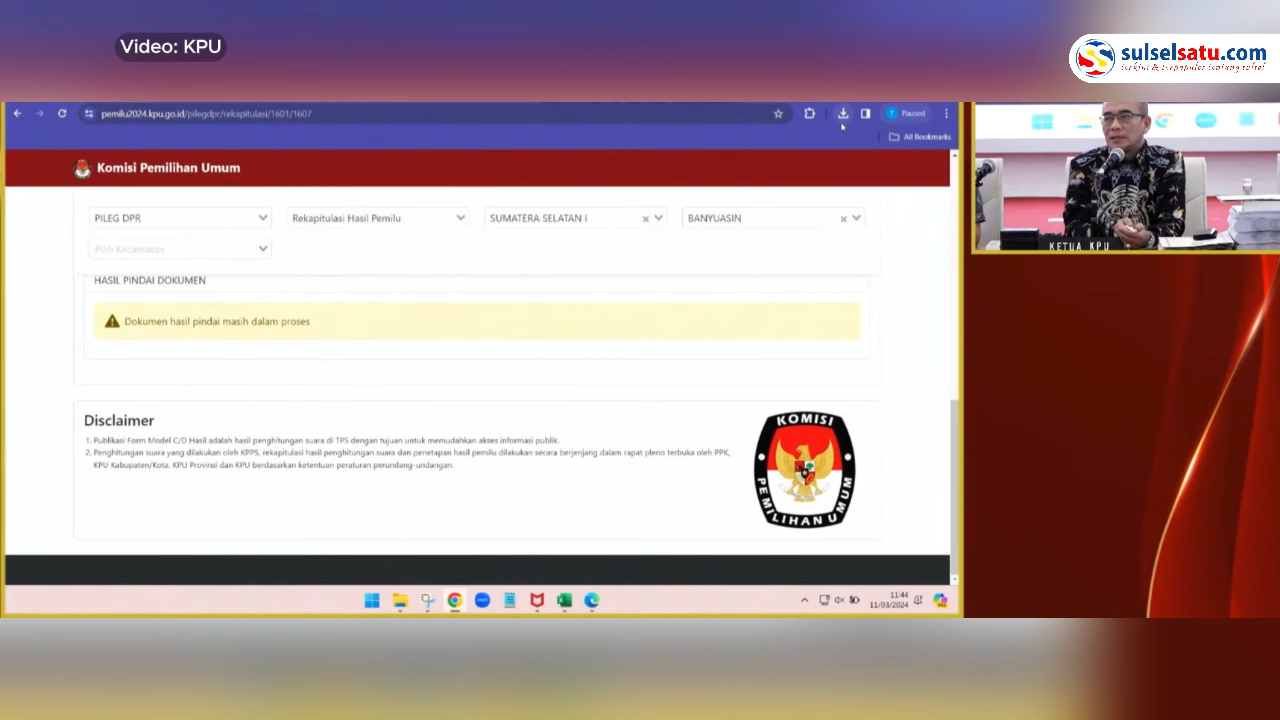 Video: KPU
sulselsatu.com
terkini & terpopuler tentang sulsel
pemilu2024.kpu.go.id/pilegdpr/rekapitulasi/1601/1607
Paused
All Bookmarks
Komisi Pemilihan Umum
PILEG DPR
Rekapitulasi Hasil Pemilu
SUMATERA SELATAN I
BANYUASIN
Pilih Kecamatan
KETUA KPU
HASIL PINDAI DOKUMEN
Dokumen hasil pindai masih dalam proses
Disclaimer
1. Publikasi Form Model C/D Hasil adalah hasil penghitungan suara di TPS dengan tujuan untuk memudahkan akses informasi publik.
2. Penghitungan suara yang dilakukan oleh KPPS, rekapitulasi hasil penghitungan suara dan penetapan hasil pemilu dilakukan secara berjenjang dalam rapat pleno terbuka oleh PPK,
KPU Kabupaten/Kota, KPU Provinsi dan KPU berdasarkan ketentuan peraturan perundang-undangan.
KOMISI
PEMILIHAN UMUM
11:44
11/03/2024